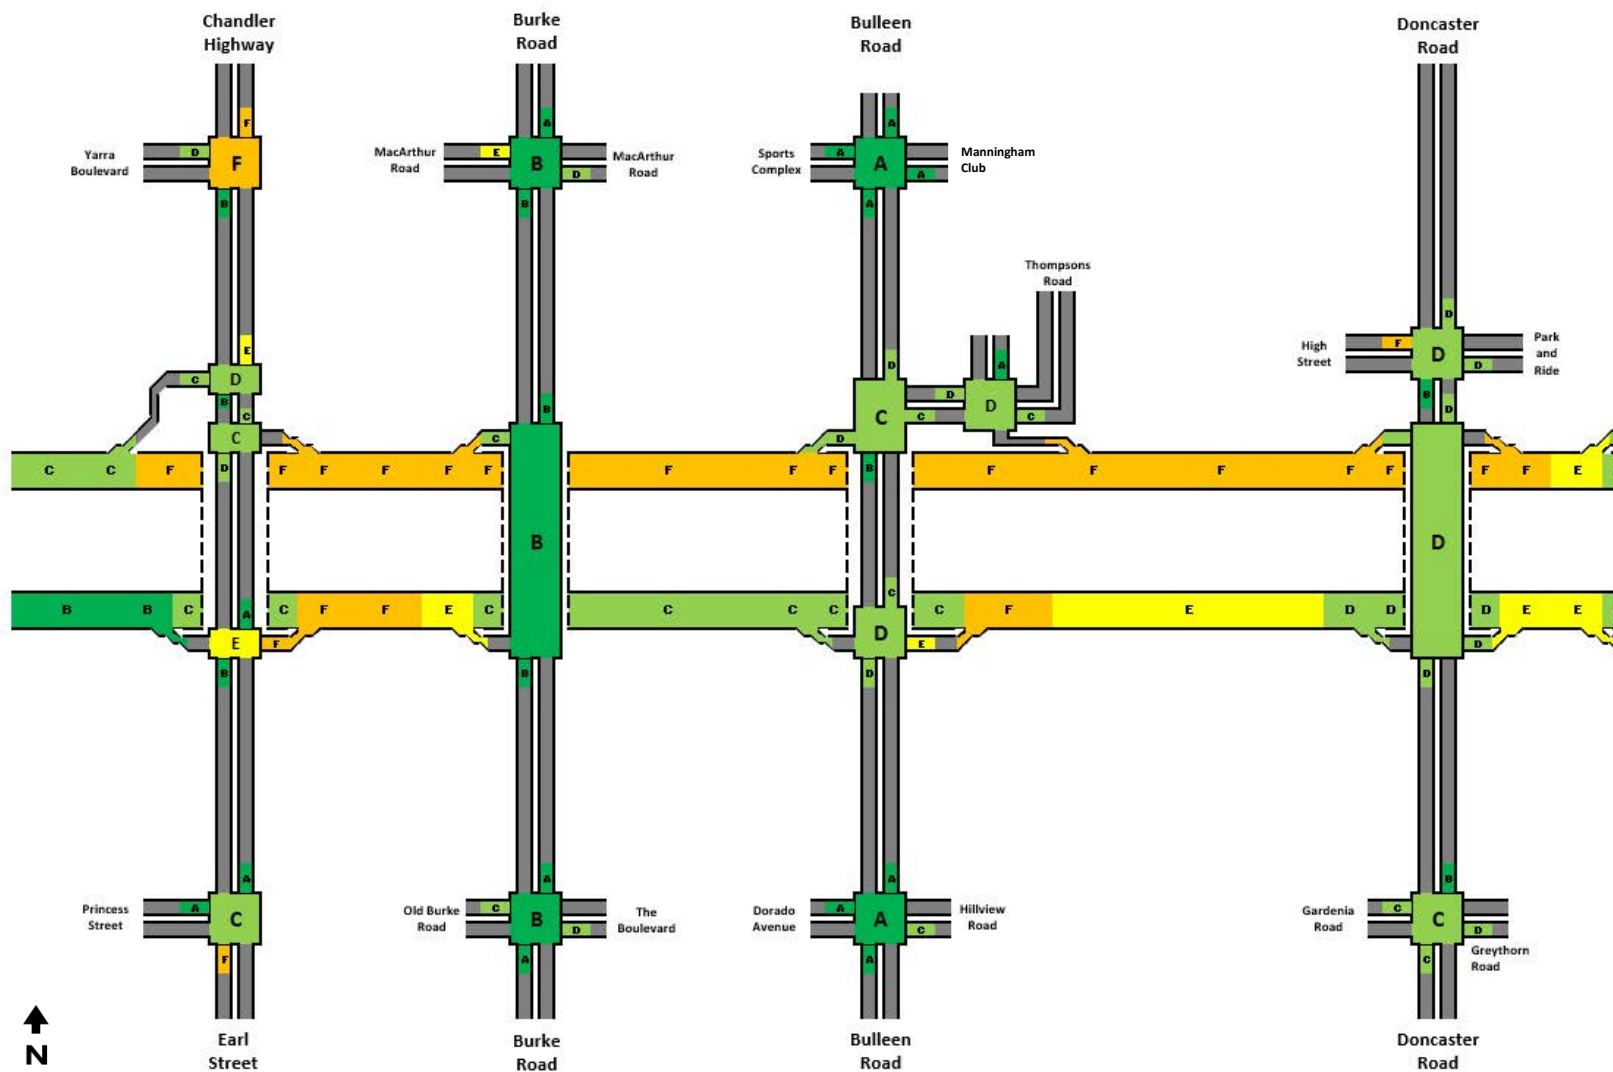 Chandler
Highway
Burke
Road
Bulleen
Road
Doncaster
Road
F
A
A
Yarra
Boulevard
D
F
MacArthur
Road
E
B
MacArthur
Road
D
Sports
Complex
A
A
Manningham
Club
A
B
B
A
Thompsons
Road
D
High
Street
F
D
Park
and
Ride
D
E
D
A
C
D
B
C
B
D
C
D
C
B
D
C
C
C
D
C
C
F
D
F
F
F
F
F
F
F
F
B
F
F
F
F
F
F
F
E
B
D
B
B
C
A
C
F
F
E
C
C
C
C
C
C
F
E
D
D
D
E
E
E
F
D
E
D
B
B
D
D
A
A
A
B
Princess
Street
A
C
Old Burke
Road
C
B
D
The
Boulevard
Dorado
Avenue
A
A
C
Hillview
Road
Gardenia
Road
C
C
D
Greythorn
Road
F
A
A
C
N
Earl
Street
Burke
Road
Bulleen
Road
Doncaster
Road